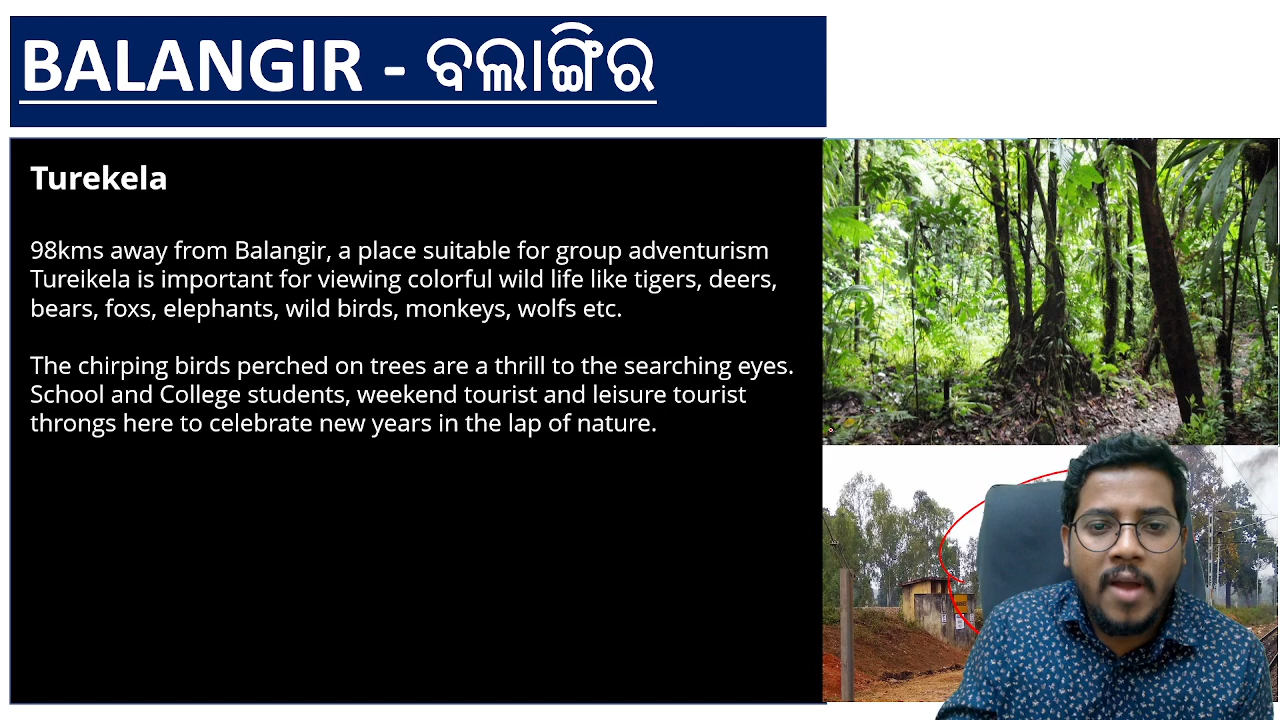 BALANGIR - ବଲାଙ୍ଗିର
Turekela
98kms away from Balangir, a place suitable for group adventurism
Tureikela is important for viewing colorful wild life like tigers, deers,
bears, foxs, elephants, wild birds, monkeys, wolfs etc.
The chirping birds perched on trees are a thrill to the searching eyes.
School and College students, weekend tourist and leisure tourist
throngs here to celebrate new years in the lap of nature.